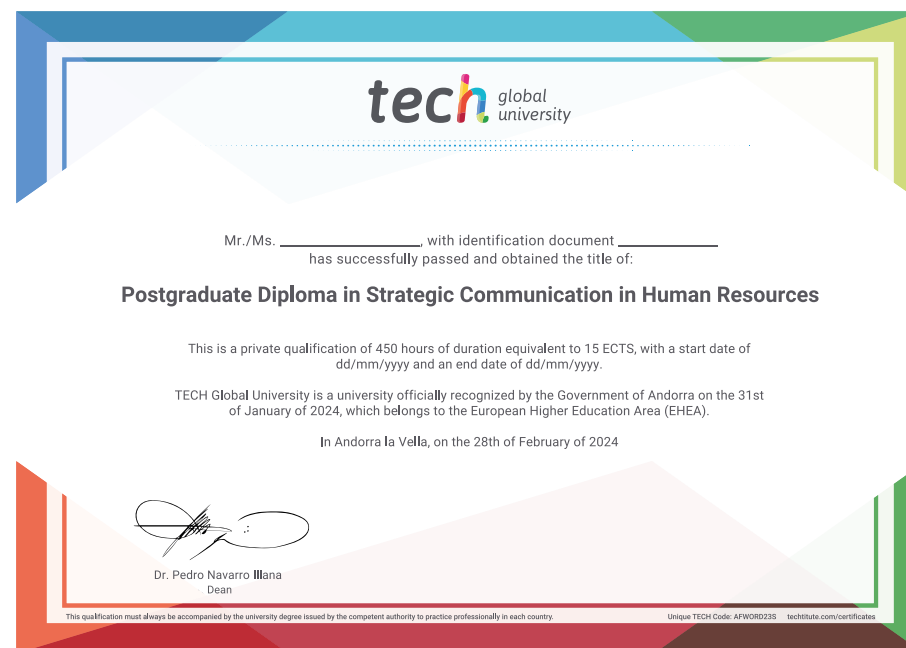 tech global
university
Mr./Ms. ____________________, with identification document ______________
has successfully passed and obtained the title of:
Postgraduate Diploma in Strategic Communication in Human Resources
This is a private qualification of 450 hours of duration equivalent to 15 ECTS, with a start date of
dd/mm/yyyy and an end date of dd/mm/yyyy.
TECH Global University is a university officially recognized by the Government of Andorra on the 31st
of January of 2024, which belongs to the European Higher Education Area (EHEA).
In Andorra la Vella, on the 28th of February of 2024
Dr. Pedro Navarro Illana
Dean
This qualification must always be accompanied by the university degree issued by the competent authority to practice professionally in each country.
Unique TECH Code: AFWORD23S techtitute.com/certificates